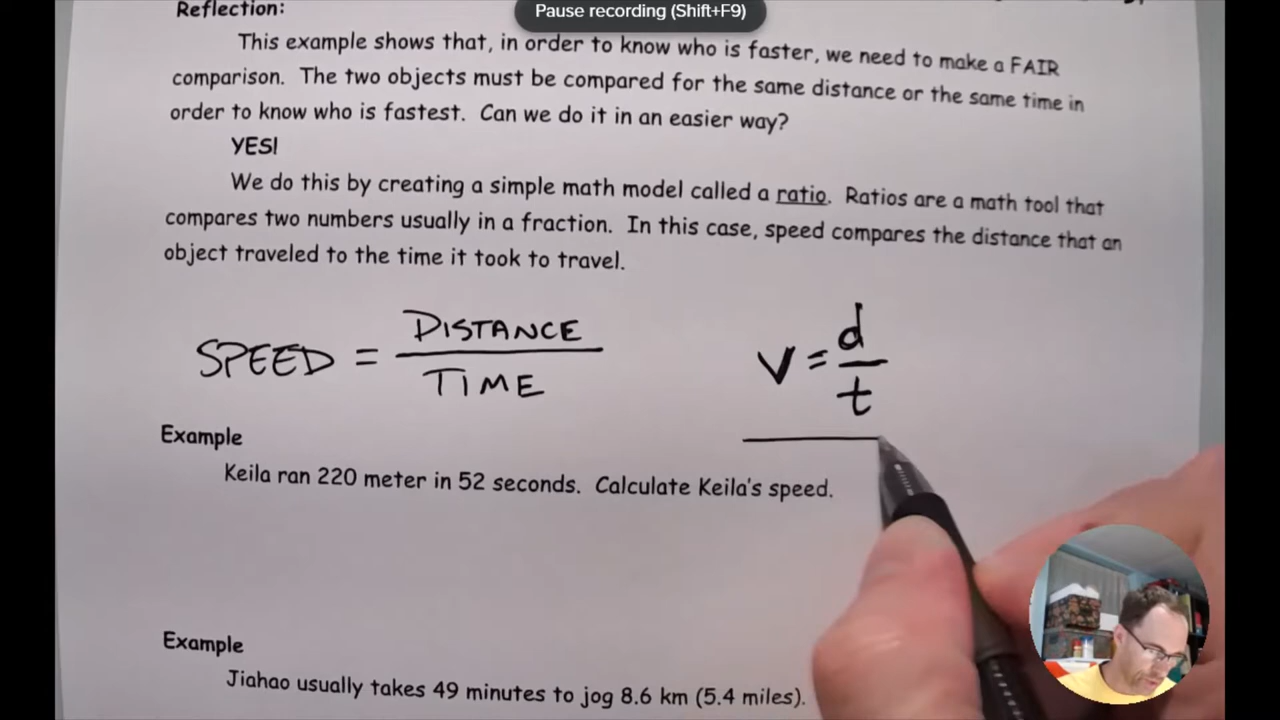 Pause recording (Shift+F9)
Reflection:
This example shows that, in order to know who is faster, we need to make a FAIR
comparison. The two objects must be compared for the same distance or the same time in
order to know who is fastest. Can we do it in an easier way?
YES!
We do this by creating a simple math model called a ratio. Ratios are a math tool that
compares two numbers usually in a fraction. In this case, speed compares the distance that an
object traveled to the time it took to travel.
SPEED = DISTANCE
TIME
v = d
t
Example
Keila ran 220 meter in 52 seconds. Calculate Keila's speed.
Example
Jiahao usually takes 49 minutes to jog 8.6 km (5.4 miles).